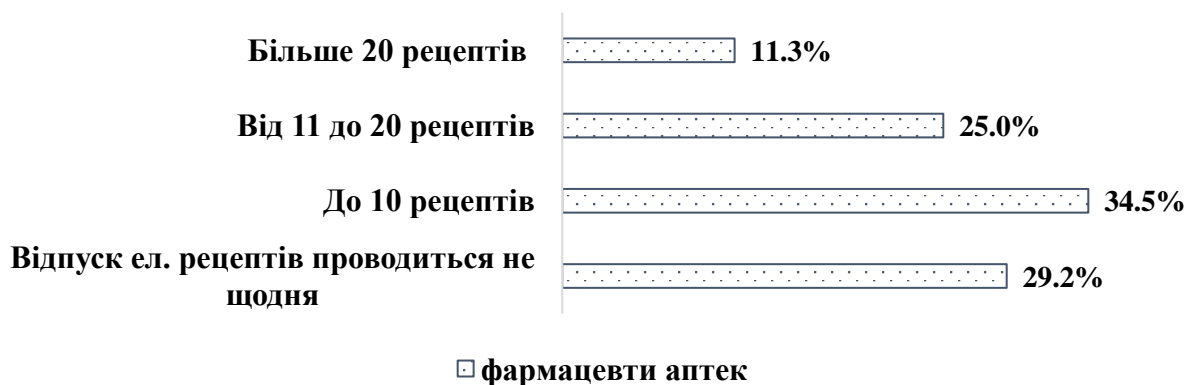 Більше 20 рецептів 11.3%
Від 11 до 20 рецептів 25.0%
До 10 рецептів 34.5%
Відпуск ел. рецептів проводиться не
щодня 29.2%
фармацевти аптек